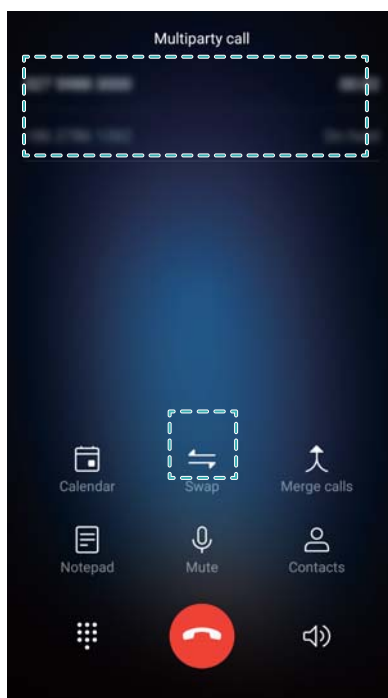 Multiparty call
Calendar
Swap
Merge calls
Notepad
Mute
Contacts